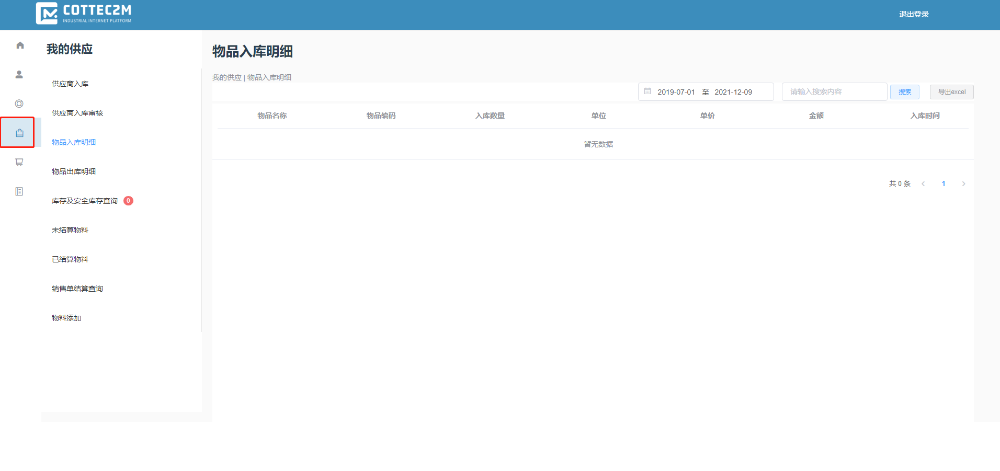 COTTEC2M
INDUSTRIAL INTERNET PLATFORM
退出登录
我的供应
供应商入库
供应商入库审核
物品入库明细
物品出库明细
库存及安全库存查询 0
未结算物料
已结算物料
销售单结算查询
物料添加
物品入库明细
我的供应 | 物品入库明细
2019-07-01 至 2021-12-09 请输入搜索内容 搜索 导出excel
物品名称 物品编码 入库数量 单位 单价 金额 入库时间
暂无数据
共 0 条 1